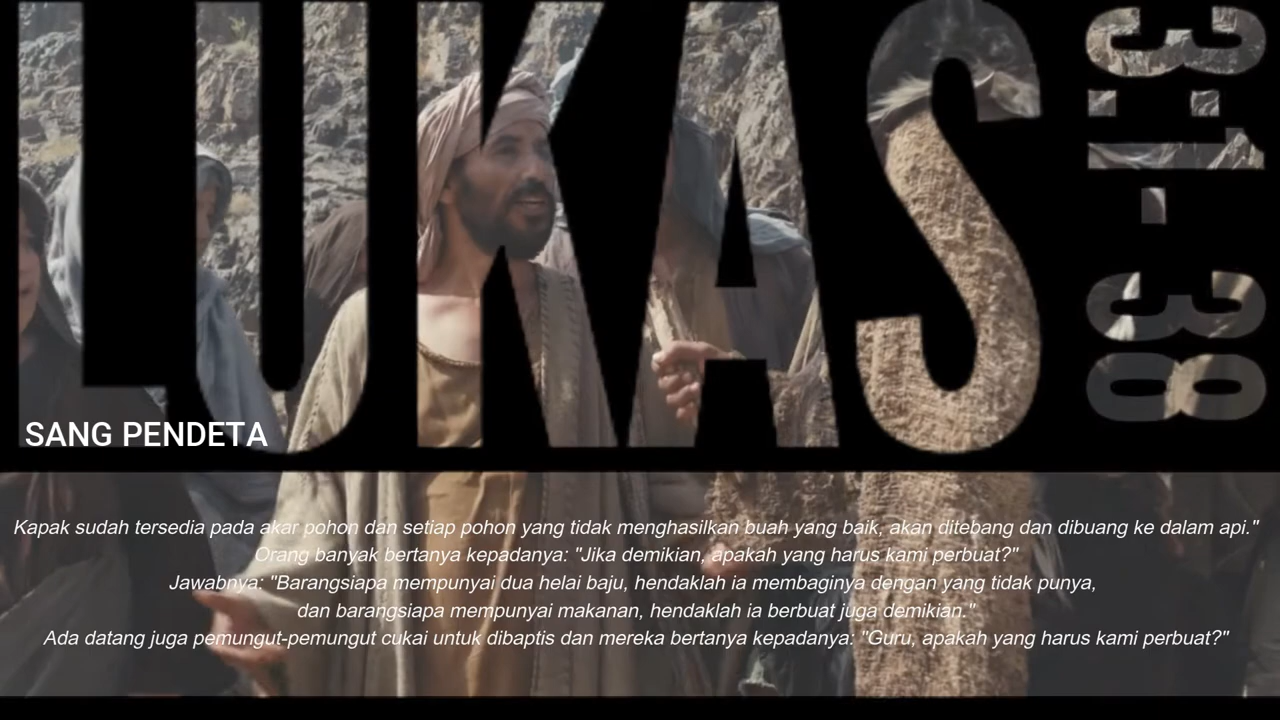 LUKAS
3:1 - 38
SANG PENDETA
Kapak sudah tersedia pada akar pohon dan setiap pohon yang tidak menghasilkan buah yang baik, akan ditebang dan dibuang ke dalam api."
Orang banyak bertanya kepadanya: "Jika demikian, apakah yang harus kami perbuat?"
Jawabnya: "Barangsiapa mempunyai dua helai baju, hendaklah ia membaginya dengan yang tidak punya,
dan barangsiapa mempunyai makanan, hendaklah ia berbuat juga demikian."
Ada datang juga pemungut-pemungut cukai untuk dibaptis dan mereka bertanya kepadanya: "Guru, apakah yang harus kami perbuat?"